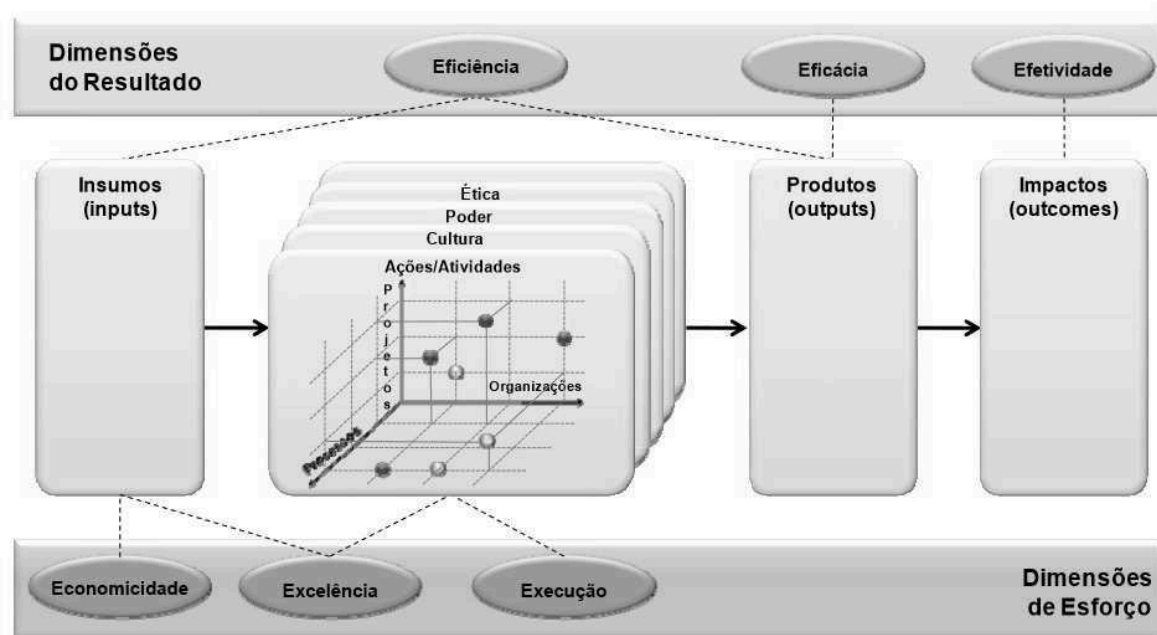 Dimensões
do Resultado
Eficiência
Eficácia
Efetividade
Insumos
(inputs)
Ética
Poder
Cultura
Ações/Atividades
Projetos
Organizações
Processos
Produtos
(outputs)
Impactos
(outcomes)
Economicidade
Excelência
Execução
Dimensões
de Esforço